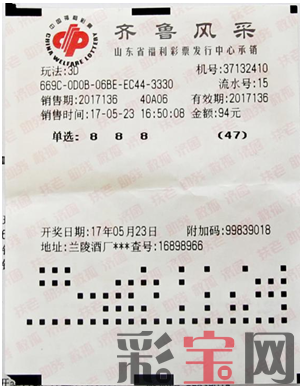 中国福利彩票
CHINA WELFARE LOTTERY
齐鲁风采
山东省福利彩票发行中心承销
玩法:3D 机号:37132410
669C-0D0B-06BE-EC44-3330 流水号:15
销售期:2017136 40A06 有效期:2017136
销售时间:17-05-23 16:50:08 金额:94元
单选: 8 8 8 (47)
开奖日期:17年05月23日 附加码:99839018
地址:兰陵酒厂***查号:16898966
彩宝网